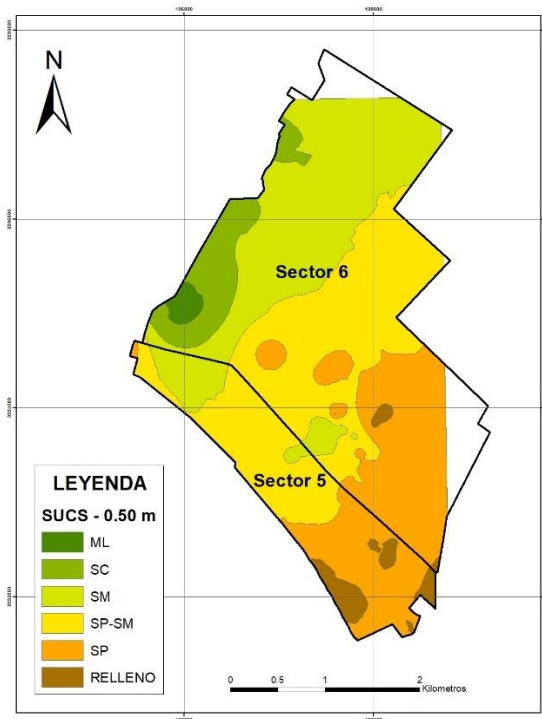 N
Sector 6
Sector 5
LEYENDA
SUCS - 0.50 m
ML
SC
SM
SP-SM
SP
RELLENO
0 0.5 1 2
Kilometros